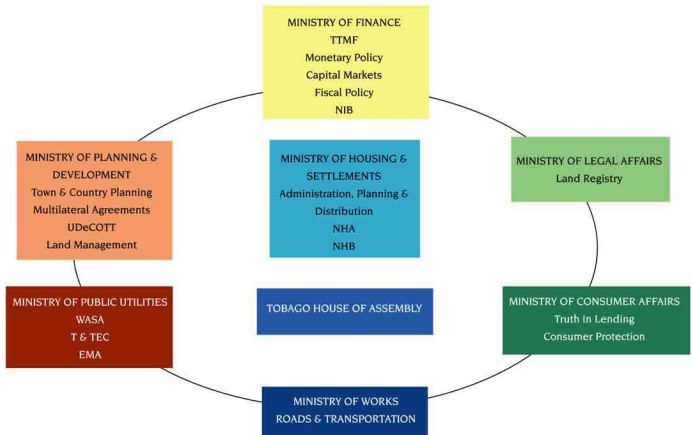 MINISTRY OF FINANCE
TTMF
Monetary Policy
Capital Markets
Fiscal Policy
NIB
MINISTRY OF PLANNING &
DEVELOPMENT
Town & Country Planning
Multilateral Agreements
UDeCOTT
Land Management
MINISTRY OF HOUSING &
SETTLEMENTS
Administration, Planning &
Distribution
NHA
NHB
MINISTRY OF LEGAL AFFAIRS
Land Registry
MINISTRY OF PUBLIC UTILITIES
WASA
T & TEC
EMA
TOBAGO HOUSE OF ASSEMBLY
MINISTRY OF CONSUMER AFFAIRS
Truth In Lending
Consumer Protection
MINISTRY OF WORKS
ROADS & TRANSPORTATION